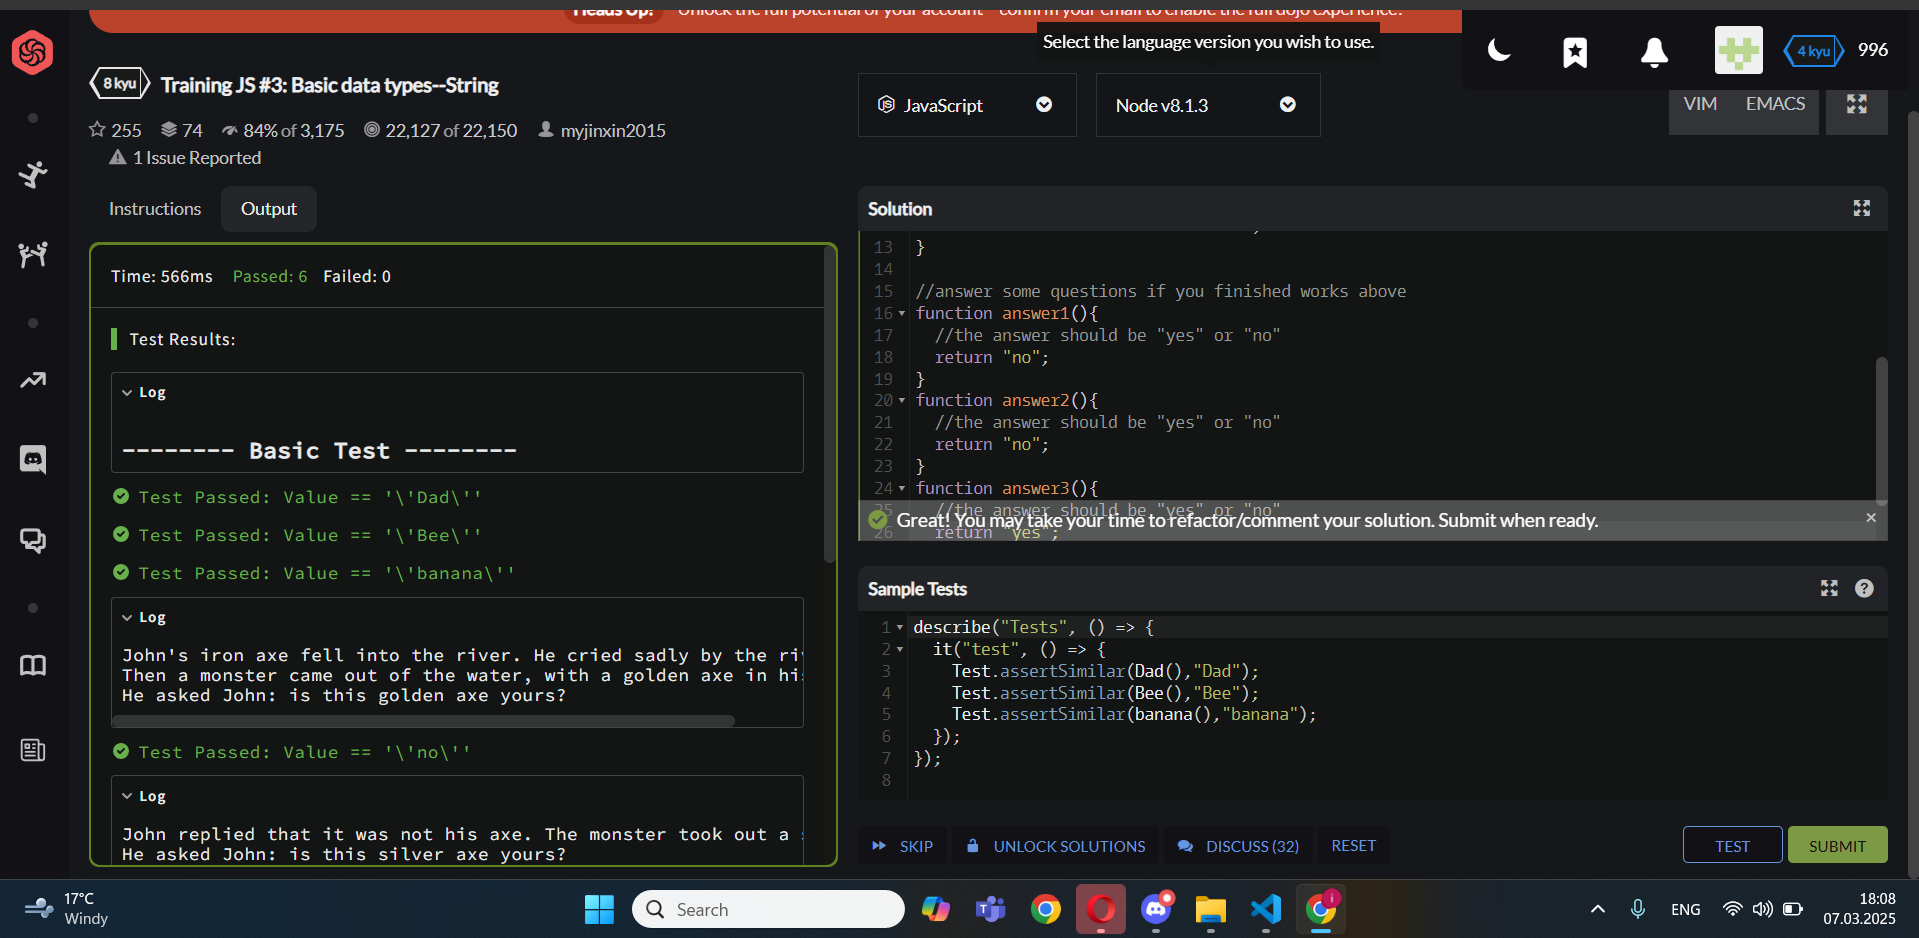 Heads Up! Unlock the full potential of your account - confirm your email to enable the full dojo experience.
Select the language version you wish to use.
4 kyu 996
8 kyu Training JS #3: Basic data types--String
255 74 84% of 3,175 22,127 of 22,150 myjinxin2015
1 Issue Reported
JavaScript Node v8.1.3 VIM EMACS
Instructions Output
Time: 566ms Passed: 6 Failed: 0
Test Results:
Log
-------- Basic Test --------
Test Passed: Value == '\'Dad\''
Test Passed: Value == '\'Bee\''
Test Passed: Value == '\'banana\''
Log
John's iron axe fell into the river. He cried sadly by the
Then a monster came out of the water, with a golden axe in
He asked John: is this golden axe yours?
Test Passed: Value == '\'no\''
Log
John replied that it was not his axe. The monster took out a
He asked John: is this silver axe yours?
Solution
13 }
14
15 //answer some questions if you finished works above
16 function answer1(){
17 //the answer should be "yes" or "no"
18 return "no";
19 }
20 function answer2(){
21 //the answer should be "yes" or "no"
22 return "no";
23 }
24 function answer3(){
25 //the answer should be "yes" or "no"
Great! You may take your time to refactor/comment your solution. Submit when ready.
26 return "yes";
Sample Tests
1 describe("Tests", () => {
2 it("test", () => {
3 Test.assertSimilar(Dad(),"Dad");
4 Test.assertSimilar(Bee(),"Bee");
5 Test.assertSimilar(banana(),"banana");
6 });
7 });
8
SKIP UNLOCK SOLUTIONS DISCUSS (32) RESET TEST SUBMIT
17°C
Windy
Search
ENG
18:08
07.03.2025